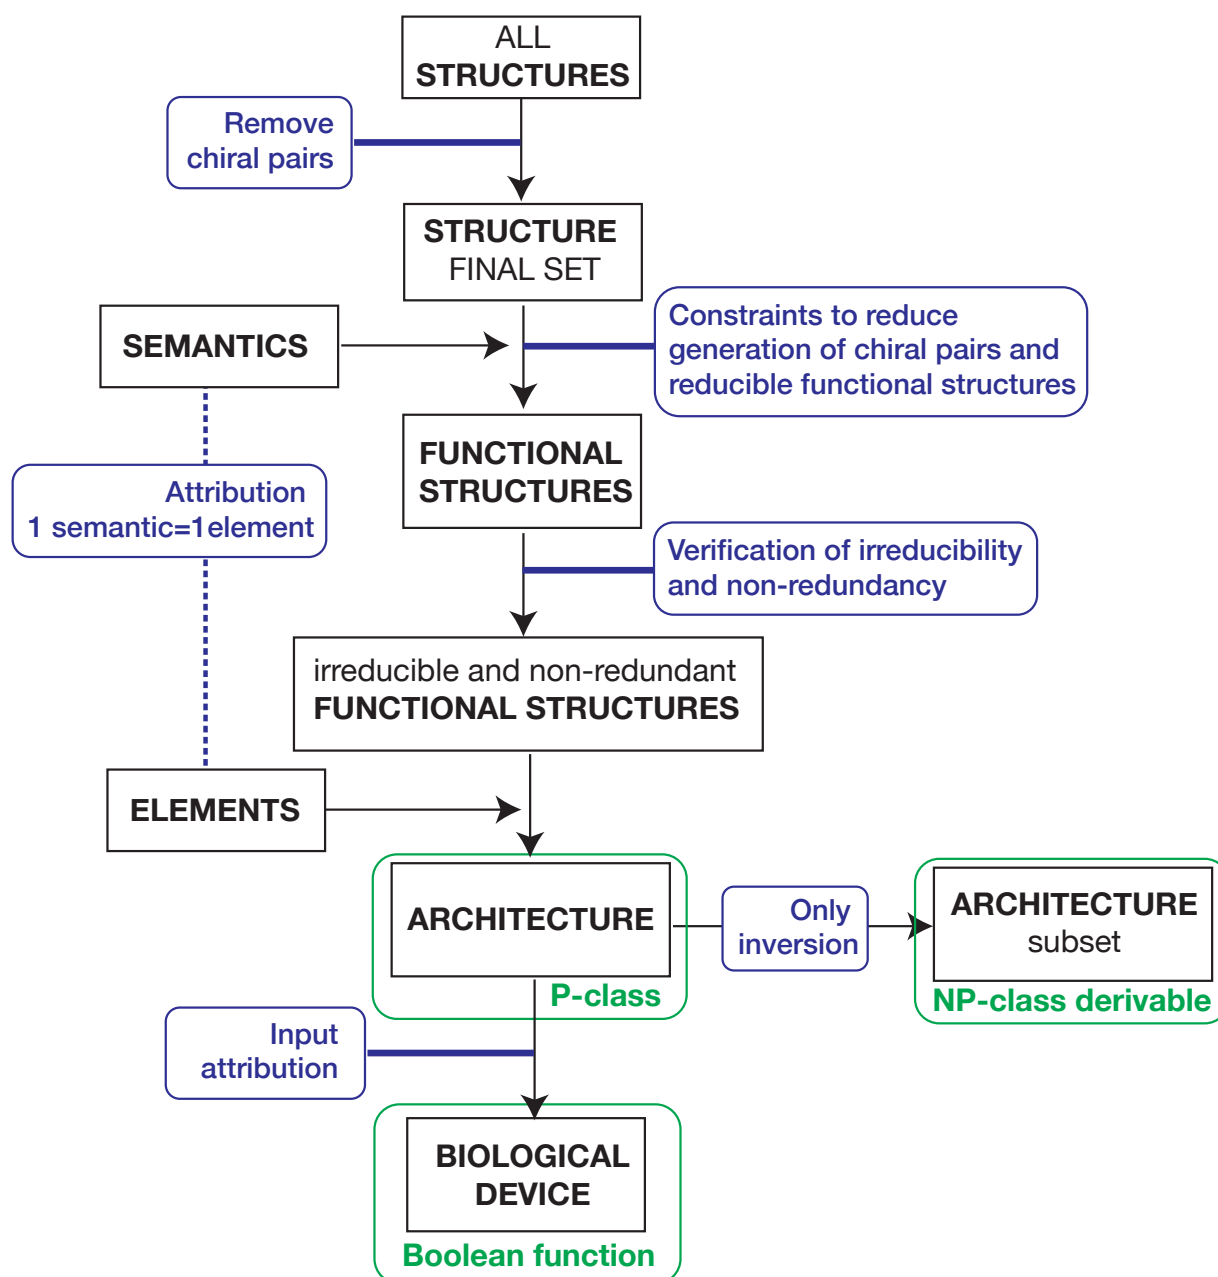 ALL
STRUCTURES
Remove
chiral pairs
STRUCTURE
FINAL SET
SEMANTICS
Constraints to reduce
generation of chiral pairs and
reducible functional structures
FUNCTIONAL
STRUCTURES
Attribution
1 semantic=1element
Verification of irreducibility
and non-redundancy
irreducible and non-redundant
FUNCTIONAL STRUCTURES
ELEMENTS
ARCHITECTURE
P-class
Only
inversion
ARCHITECTURE
subset
NP-class derivable
Input
attribution
BIOLOGICAL
DEVICE
Boolean function